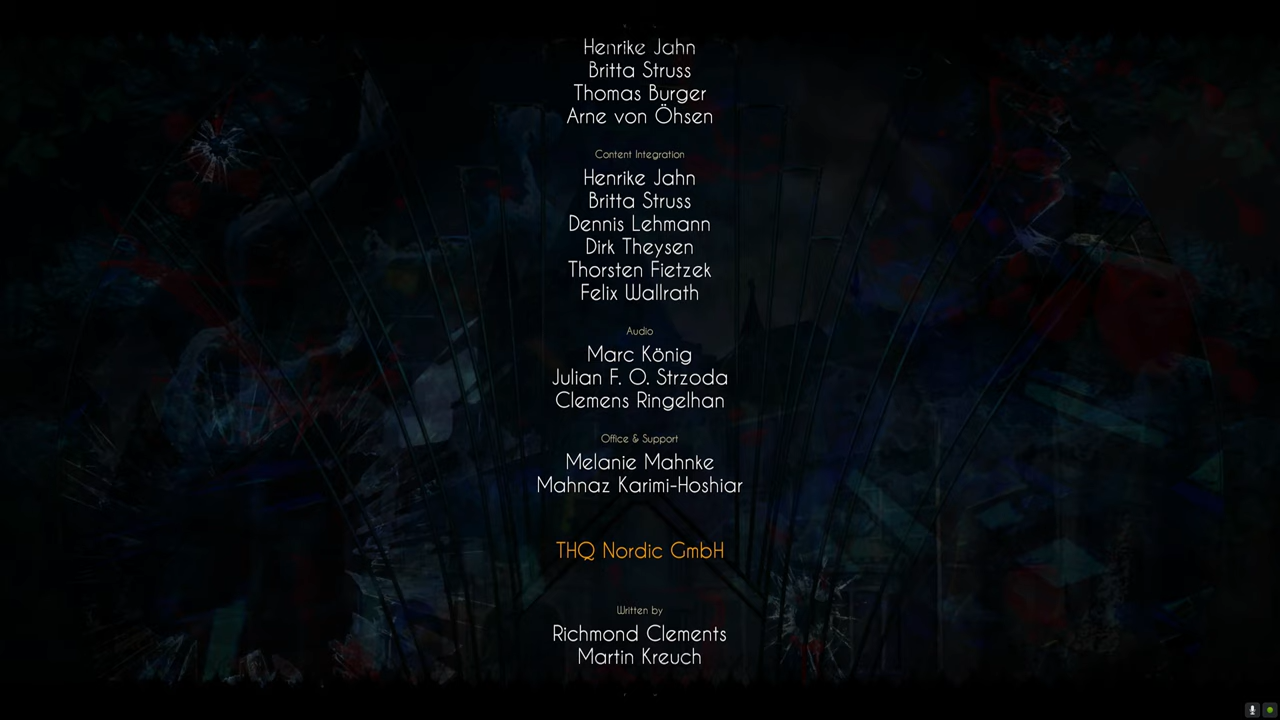 Henrike Jahn
Britta Struss
Thomas Burger
Arne von Öhsen
Content Integration
Henrike Jahn
Britta Struss
Dennis Lehmann
Dirk Theysen
Thorsten Fietzek
Felix Wallrath
Audio
Marc König
Julian F. O. Strzoda
Clemens Ringelhan
Office & Support
Melanie Mahnke
Mahnaz Karimi-Hoshiar
THQ Nordic GmbH
Written by
Richmond Clements
Martin Kreuch